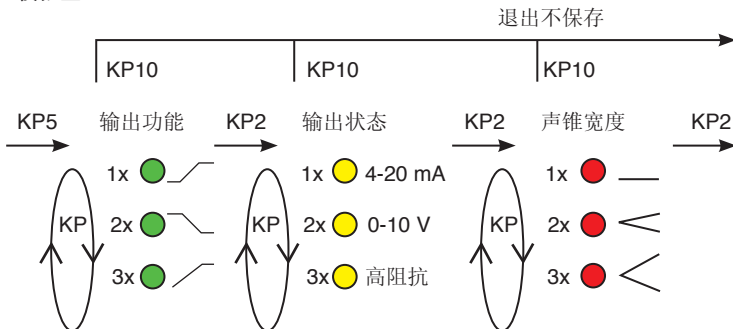 退出不保存
KP10 KP10 KP10
KP5 输出功能 KP2 输出状态 KP2 声锥宽度 KP2
1x 1x 4-20 mA 1x
KP 2x KP 2x 0-10 V KP 2x
3x 3x 高阻抗 3x